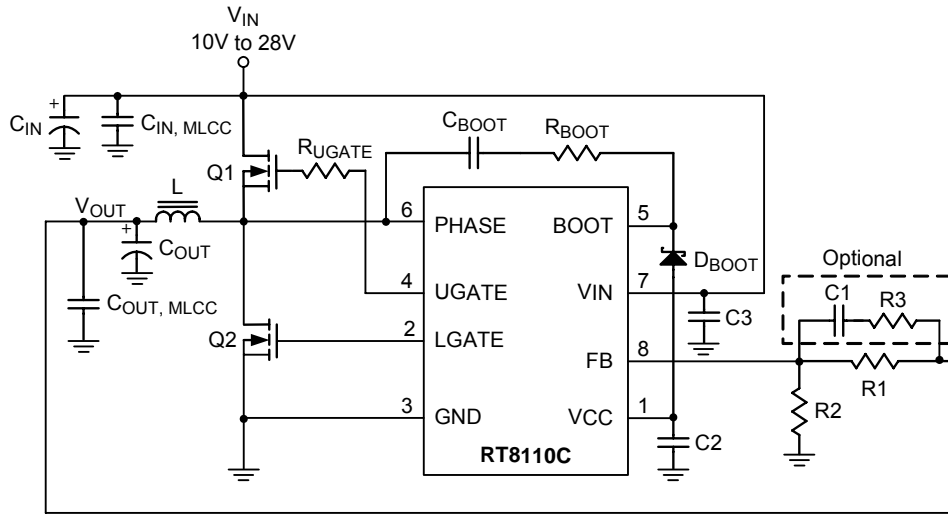 VIN
10V to 28V
+
CIN
CIN, MLCC
CBOOT
RBOOT
RUGATE
Q1
L
VOUT
+
COUT
COUT, MLCC
6
PHASE
BOOT
5
DBOOT
Optional
4
UGATE
VIN
7
C3
C1
R3
Q2
2
LGATE
FB
8
R1
R2
3
GND
VCC
1
C2
RT8110C